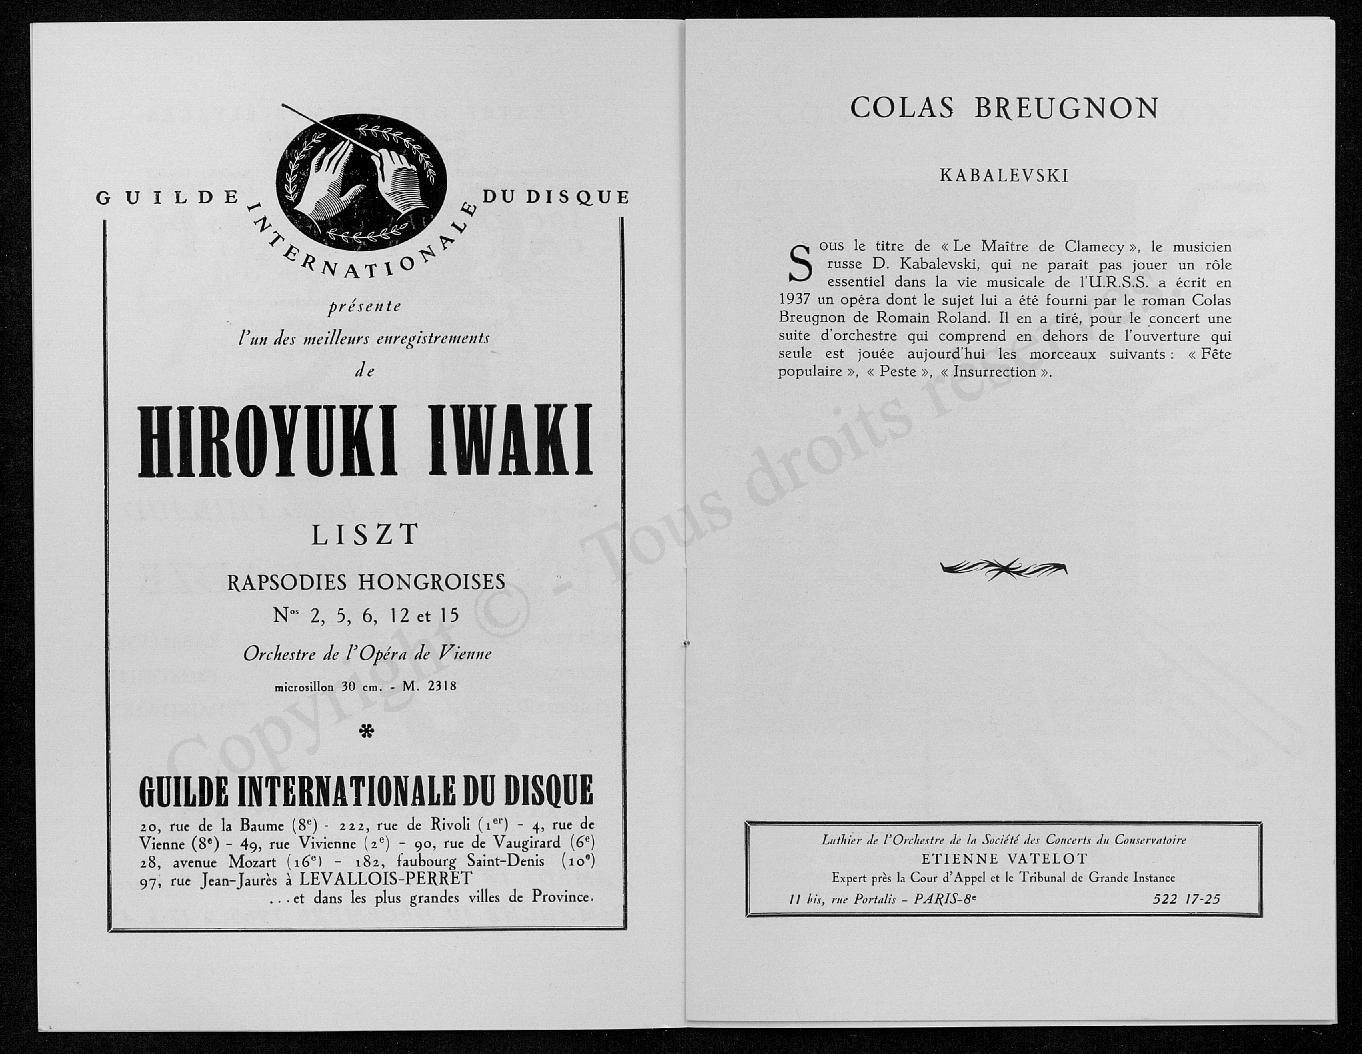 GUILDE INTERNATIONALE DU DISQUE
présente
l'un des meilleurs enregistrements
de
HIROYUKI IWAKI
LISZT
RAPSODIES HONGROISES
Nos 2, 5, 6, 12 et 15
Orchestre de l'Opéra de Vienne
microsillon 30 cm. - M. 2318
*
GUILDE INTERNATIONALE DU DISQUE
20, rue de la Baume (8e) - 222, rue de Rivoli (1er) - 4, rue de
Vienne (8e) - 49, rue Vivienne (2e) - 90, rue de Vaugirard (6e)
28, avenue Mozart (16e) - 182, faubourg Saint-Denis (10e)
97, rue Jean-Jaurès à LEVALLOIS-PERRET
...et dans les plus grandes villes de Province.
COLAS BREUGNON
KABALEVSKI
Sous le titre de « Le Maître de Clamecy », le musicien
russe D. Kabalevski, qui ne paraît pas jouer un rôle
essentiel dans la vie musicale de l'U.R.S.S. a écrit en
1937 un opéra dont le sujet lui a été fourni par le roman Colas
Breugnon de Romain Roland. Il en a tiré, pour le concert une
suite d'orchestre qui comprend en dehors de l'ouverture qui
seule est jouée aujourd'hui les morceaux suivants : « Fête
populaire », « Peste », « Insurrection ».
Luthier de l'Orchestre de la Société des Concerts du Conservatoire
ETIENNE VATELOT
Expert près la Cour d'Appel et le Tribunal de Grande Instance
11 bis, rue Portalis - PARIS-8e 522 17-25
Copyright © - Tous droits réservés.